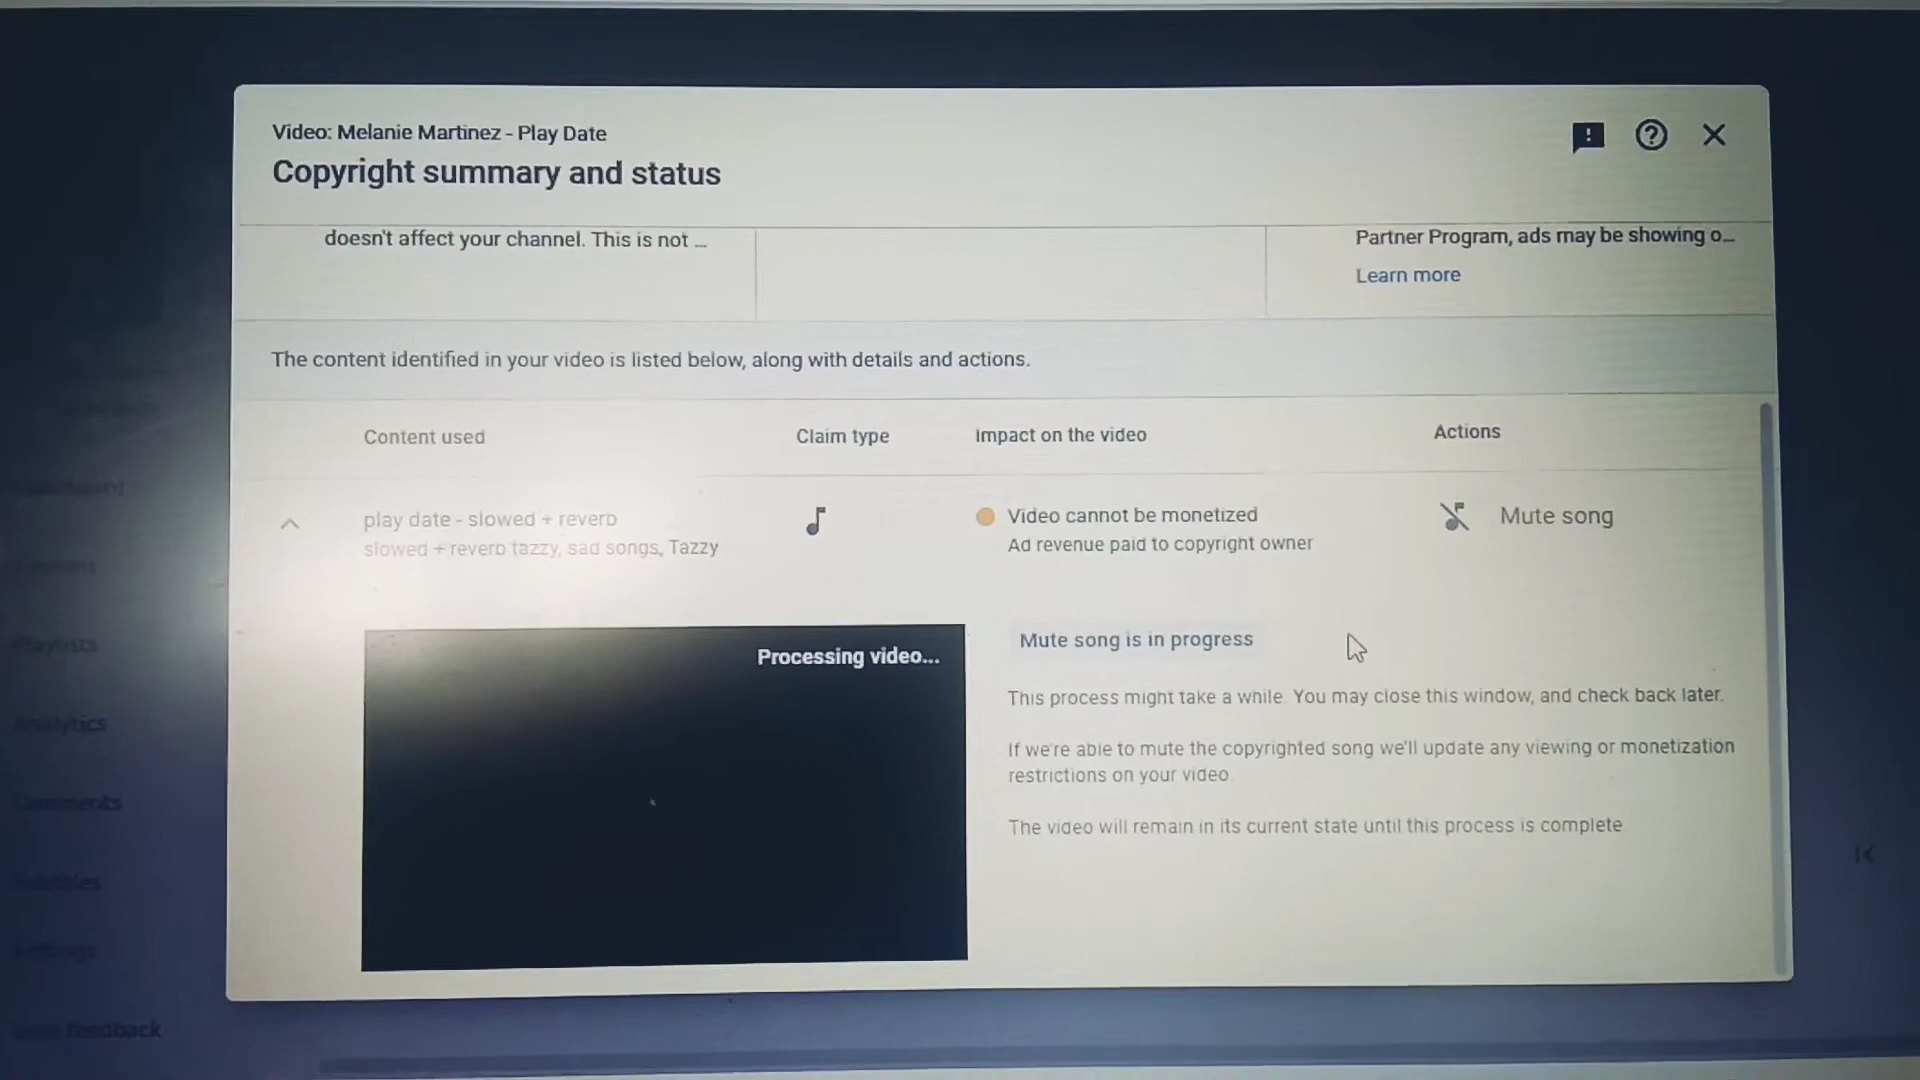 Video: Melanie Martinez - Play Date
Copyright summary and status
doesn't affect your channel. This is not ...
Partner Program, ads may be showing o...
Learn more
The content identified in your video is listed below, along with details and actions.
Content used
Claim type
Impact on the video
Actions
play date - slowed + reverb
slowed + reverb tazzy, sad songs, Tazzy
Video cannot be monetized
Ad revenue paid to copyright owner
Mute song
Processing video...
Mute song is in progress
This process might take a while. You may close this window, and check back later.
If we're able to mute the copyrighted song we'll update any viewing or monetization
restrictions on your video.
The video will remain in its current state until this process is complete.
Playlists
Analytics
Comments
Subtitles
Settings
Feedback